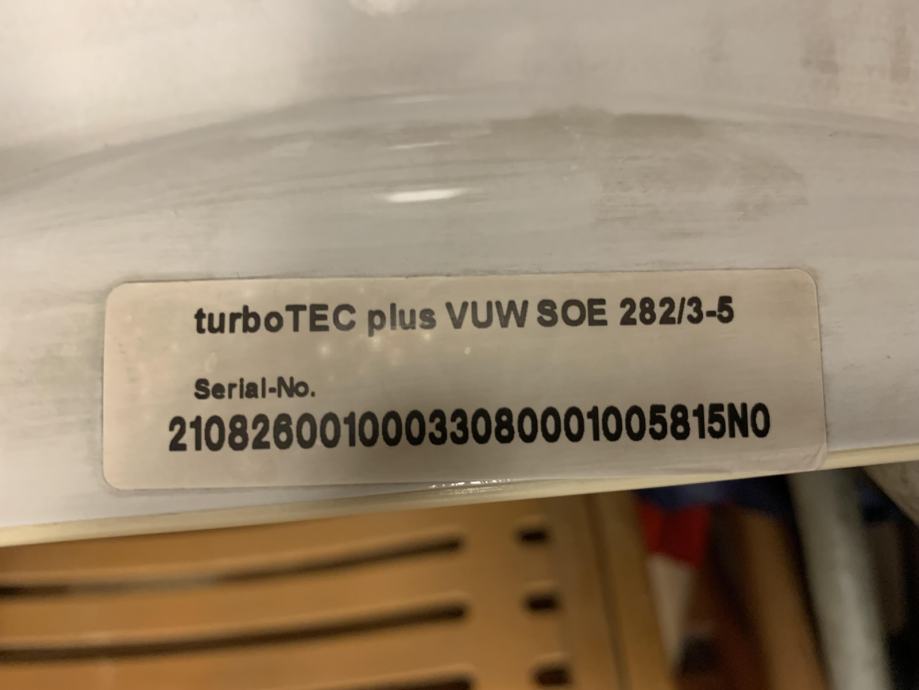 turboTEC plus VUW SOE 282/3-5
Serial-No.
21082600100033080001005815N0